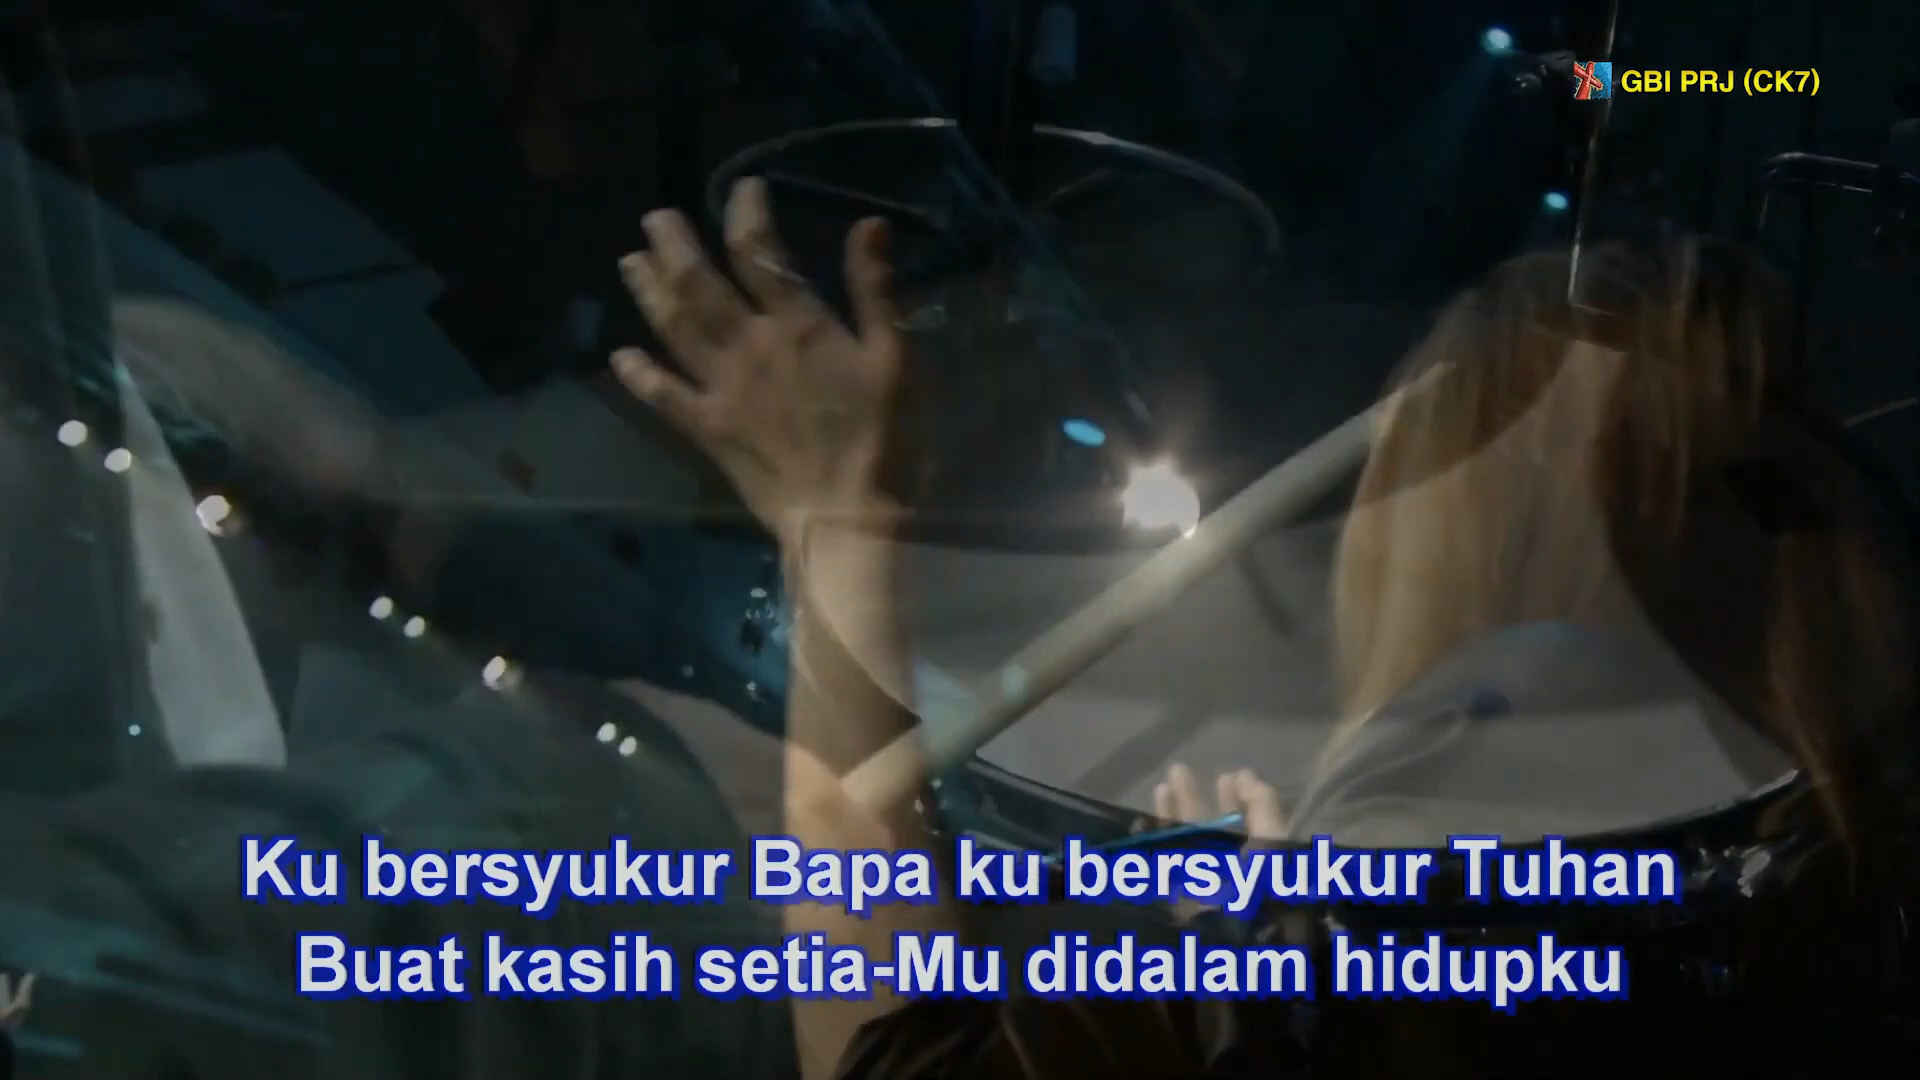 GBI PRJ (CK7)
Ku bersyukur Bapa ku bersyukur Tuhan
Buat kasih setia-Mu didalam hidupku